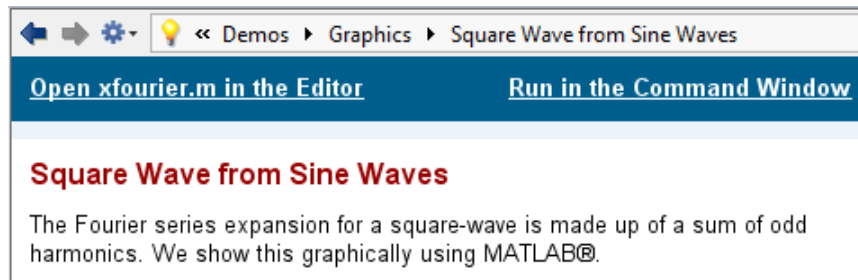 « Demos ▸ Graphics ▸ Square Wave from Sine Waves
Open xfourier.m in the Editor Run in the Command Window
Square Wave from Sine Waves
The Fourier series expansion for a square-wave is made up of a sum of odd
harmonics. We show this graphically using MATLAB®.